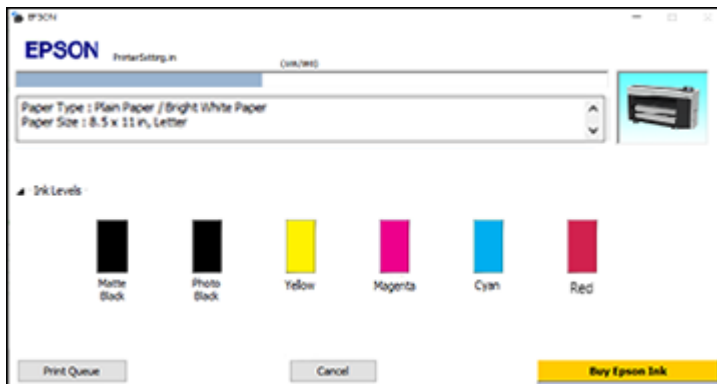 EPSON
EPSON
PrinterSetting.in
Paper Type : Plain Paper / Bright White Paper
Paper Size : 8.5 x 11 in, Letter
Ink Levels
Matte
Black
Photo
Black
Yellow
Magenta
Cyan
Red
Print Queue
Cancel
Buy Epson Ink